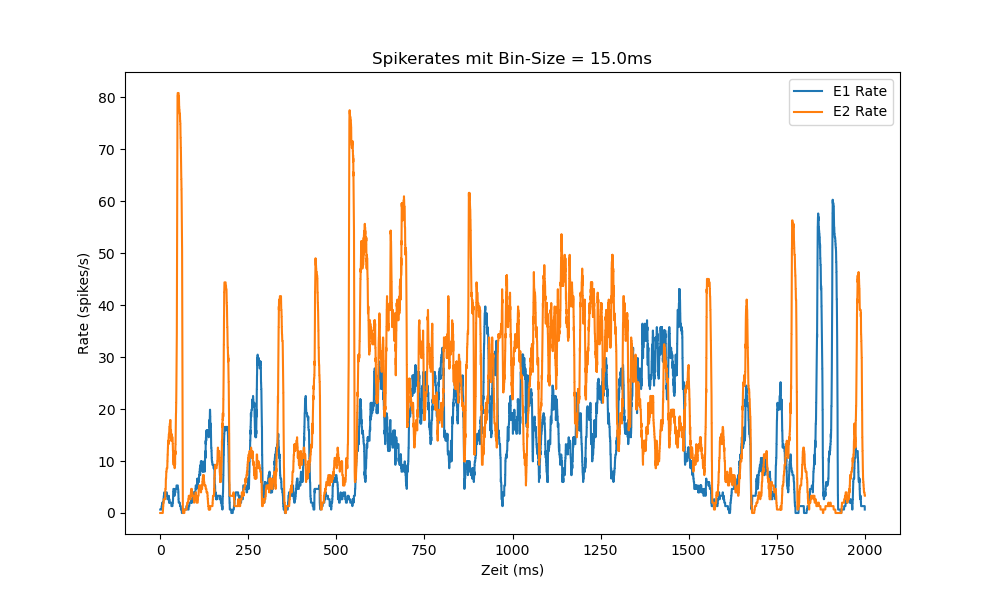 Spikerates mit Bin-Size = 15.0ms
E1 Rate
E2 Rate
Rate (spikes/s)
80
70
60
50
40
30
20
10
0
0 250 500 750 1000 1250 1500 1750 2000
Zeit (ms)